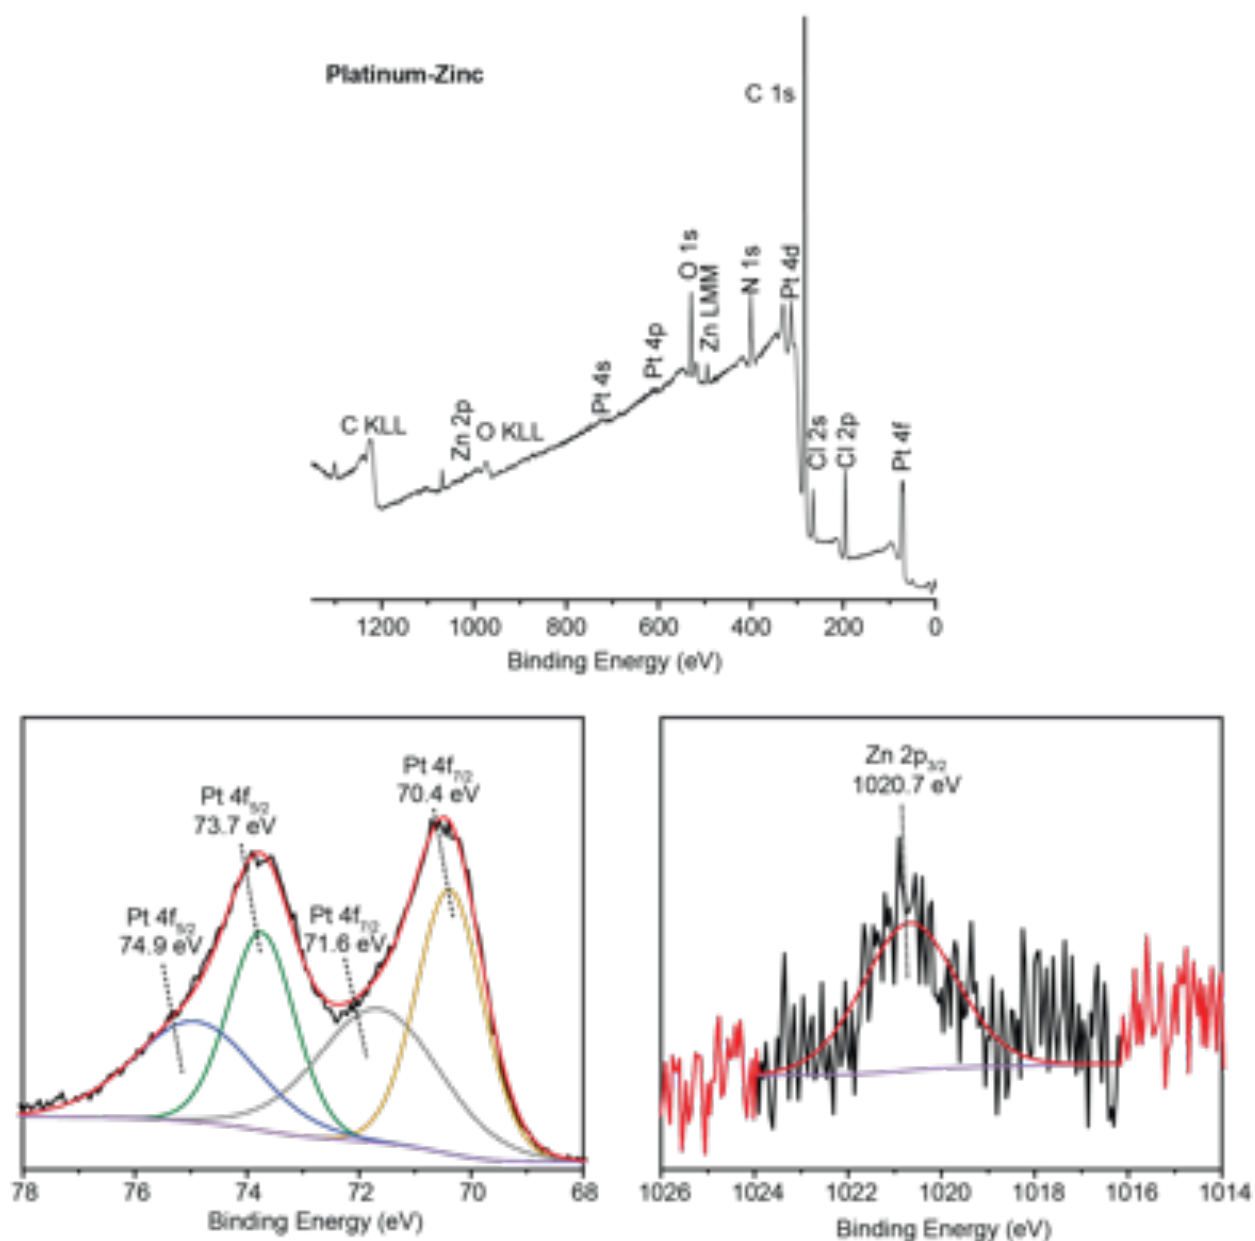 Platinum-Zinc
C 1s
O 1s
Zn LMM
N 1s
Pt 4d
Pt 4p
Pt 4s
C KLL
Zn 2p
O KLL
Cl 2s
Cl 2p
Pt 4f
1200 1000 800 600 400 200 0
Binding Energy (eV)
Pt 4f7/2
70.4 eV
Pt 4f5/2
73.7 eV
Pt 4f5/2
74.9 eV
Pt 4f7/2
71.6 eV
78 76 74 72 70 68
Binding Energy (eV)
Zn 2p3/2
1020.7 eV
1026 1024 1022 1020 1018 1016 1014
Binding Energy (eV)